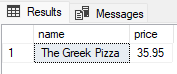 Results Messages
name price
1 The Greek Pizza 35.95